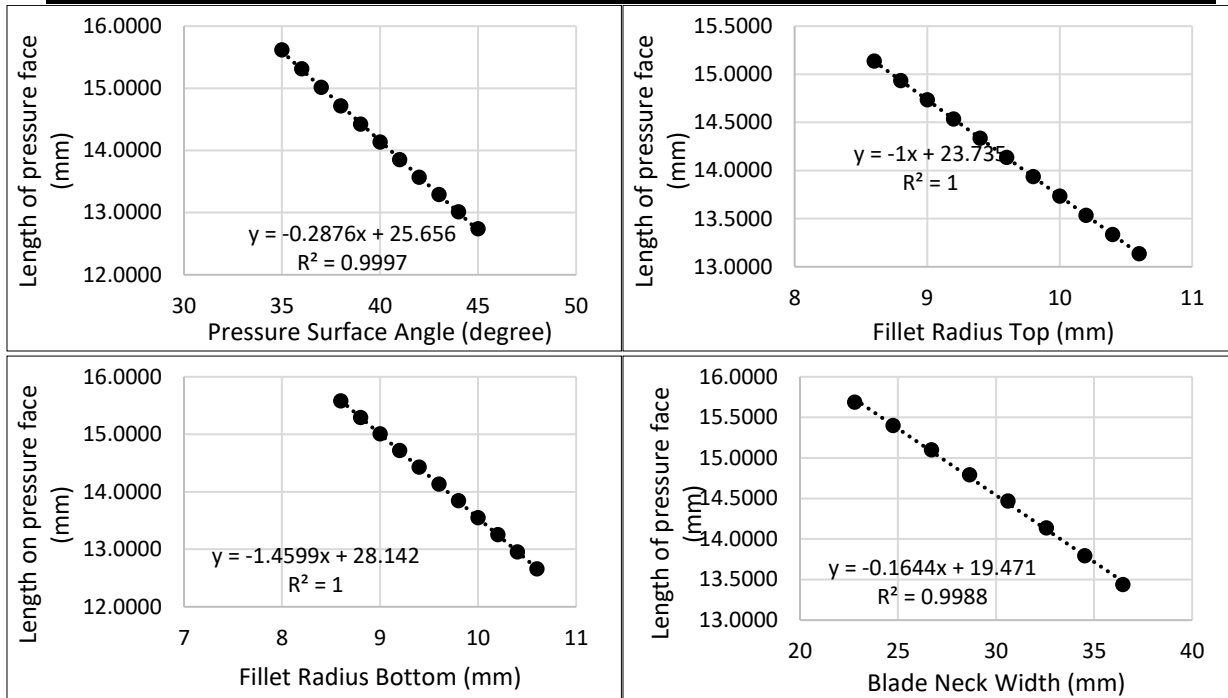 16.0000
15.0000
14.0000
13.0000
12.0000
30 35 40 45 50
Length of pressure face
(mm)
Pressure Surface Angle (degree)
y = -0.2876x + 25.656
R² = 0.9997
15.5000
15.0000
14.5000
14.0000
13.5000
13.0000
8 9 10 11
Length of pressure face
(mm)
Fillet Radius Top (mm)
y = -1x + 23.735
R² = 1
16.0000
15.0000
14.0000
13.0000
12.0000
7 8 9 10 11
Length on pressure face
(mm)
Fillet Radius Bottom (mm)
y = -1.4599x + 28.142
R² = 1
16.0000
15.5000
15.0000
14.5000
14.0000
13.5000
13.0000
20 25 30 35 40
Length of pressure face
(mm)
Blade Neck Width (mm)
y = -0.1644x + 19.471
R² = 0.9988